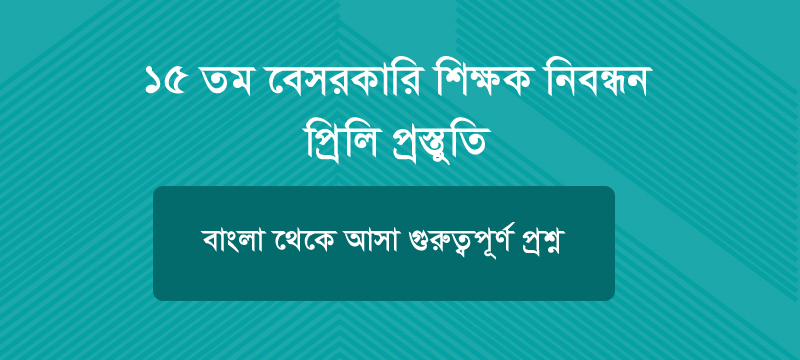 ১৫ তম বেসরকারি শিক্ষক নিবন্ধন
প্রিলি প্রস্তুতি
বাংলা থেকে আসা গুরুত্বপূর্ণ প্রশ্ন